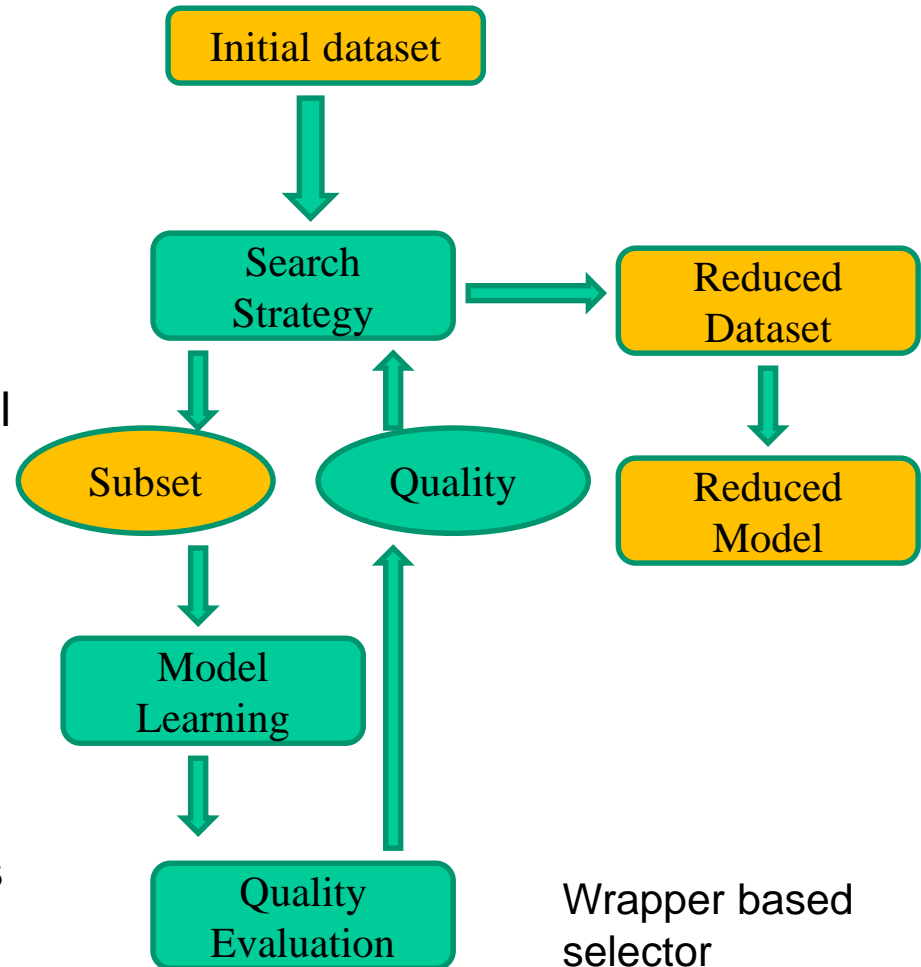 Initial dataset
Search
Strategy
Reduced
Dataset
l
Subset
Quality
Reduced
Model
Model
Learning
s
Quality
Evaluation
Wrapper based
selector